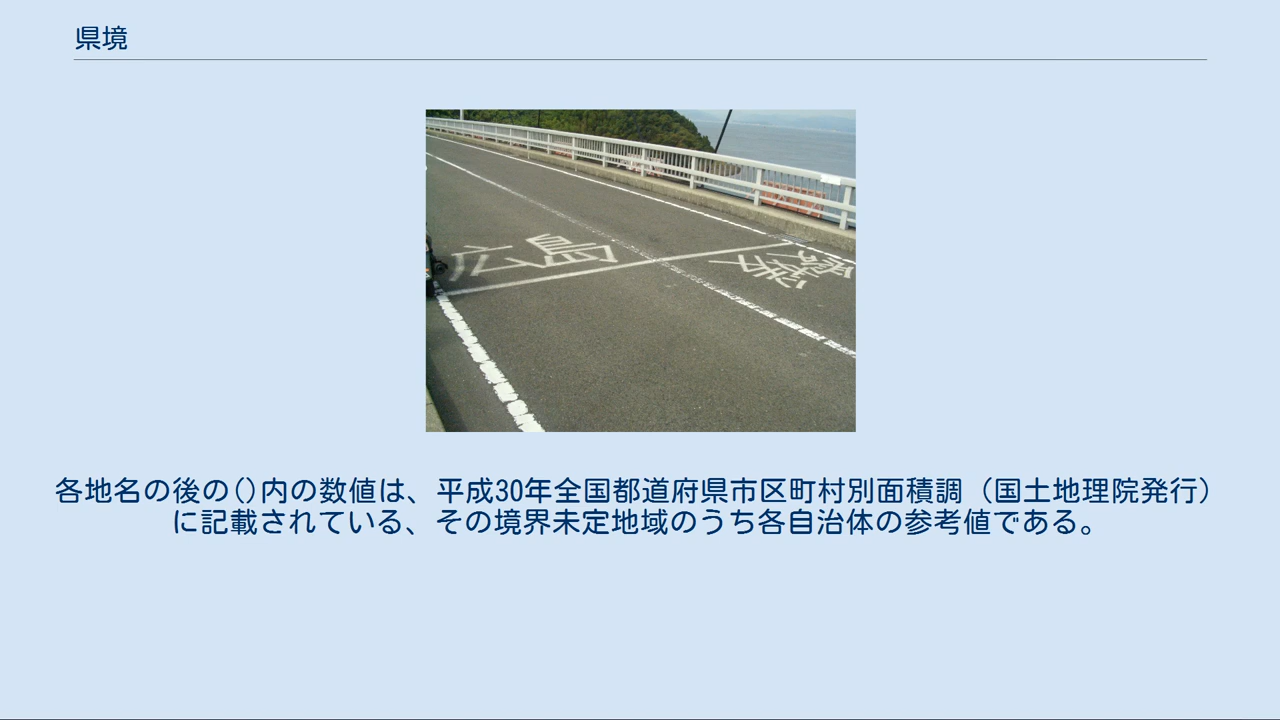 県境
広島
愛媛
各地名の後の()内の数値は、平成30年全国都道府県市区町村別面積調（国土地理院発行）
に記載されている、その境界未定地域のうち各自治体の参考値である。